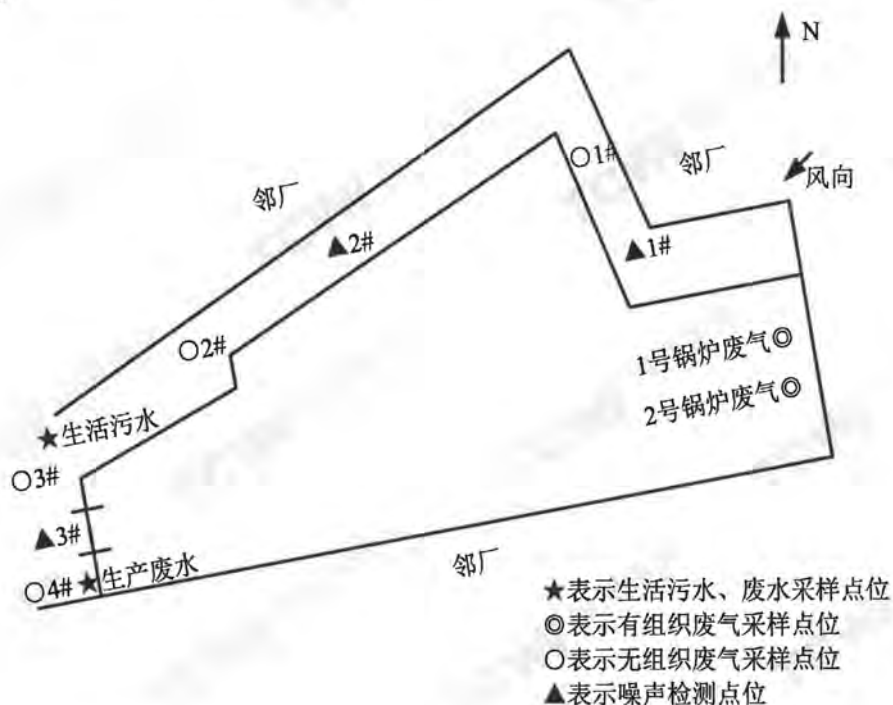 N
○1#
邻厂
风向
邻厂
▲2#
▲1#
○2#
1号锅炉废气◎
2号锅炉废气◎
★生活污水
○3#
▲3#
邻厂
○4#
★生产废水
★表示生活污水、废水采样点位
◎表示有组织废气采样点位
○表示无组织废气采样点位
▲表示噪声检测点位